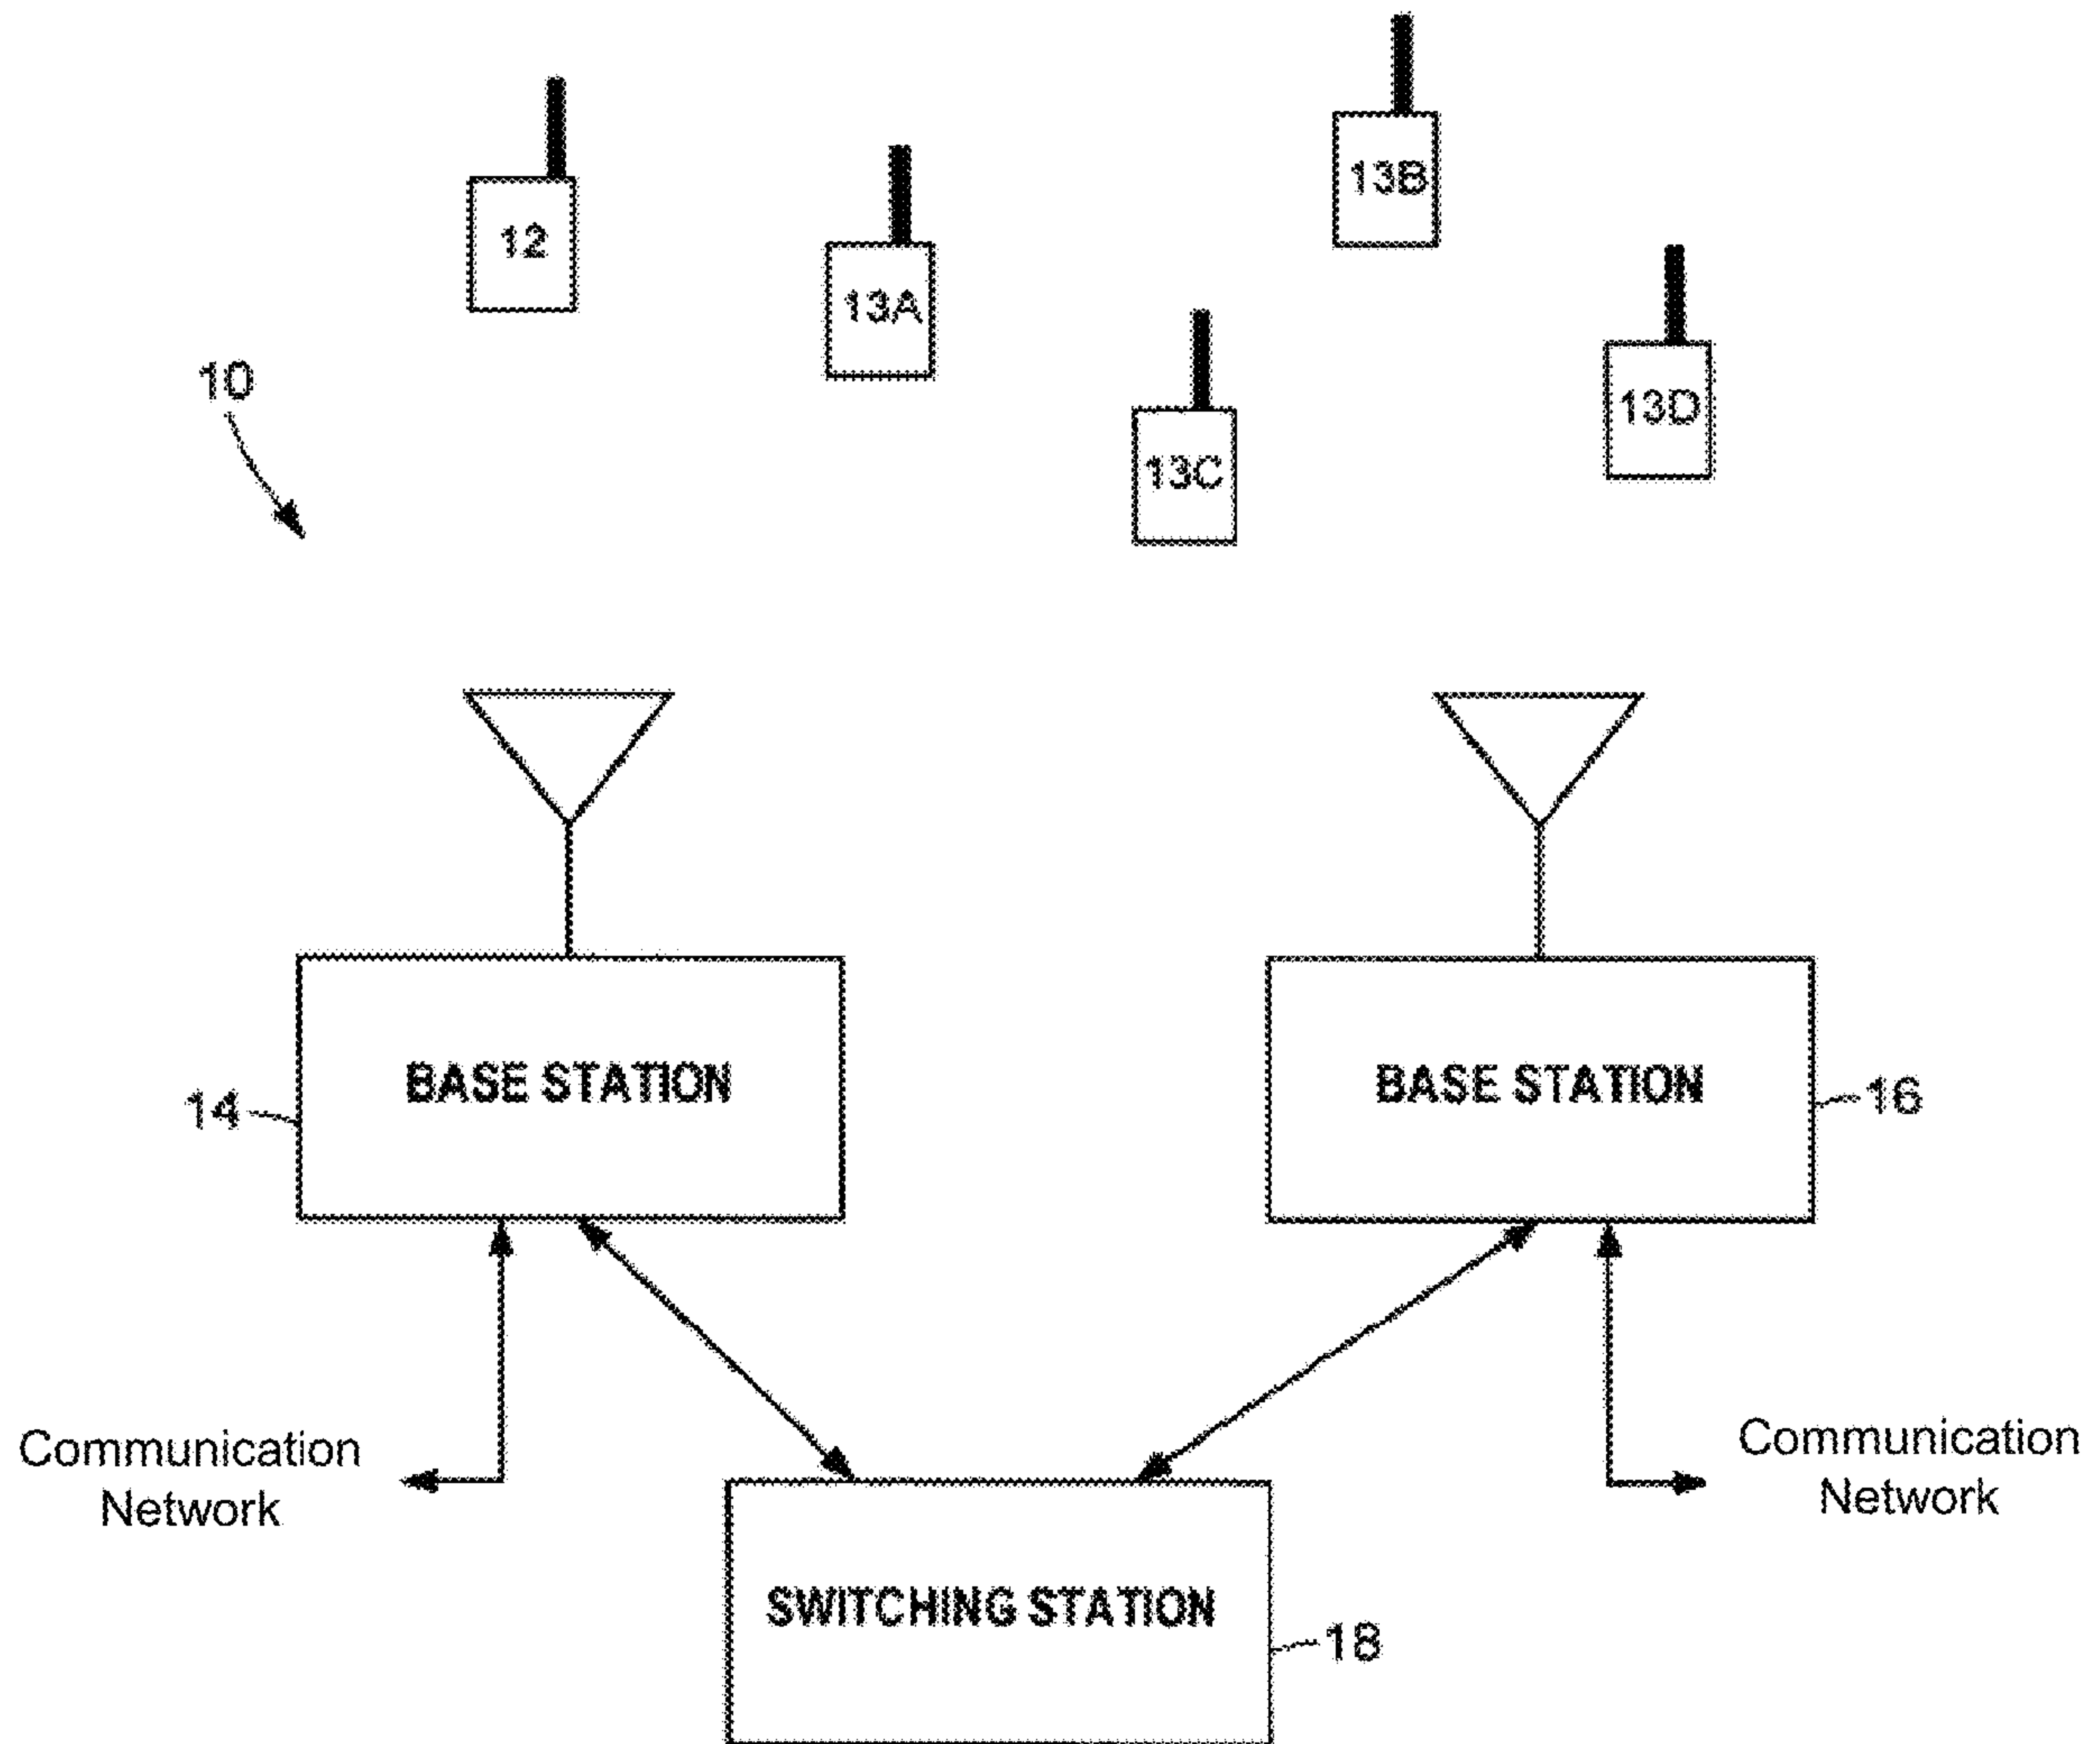 13B
12
13A
10
13D
13C
BASE STATION
BASE STATION
14
16
Communication
Network
Communication
Network
SWITCHING STATION
18